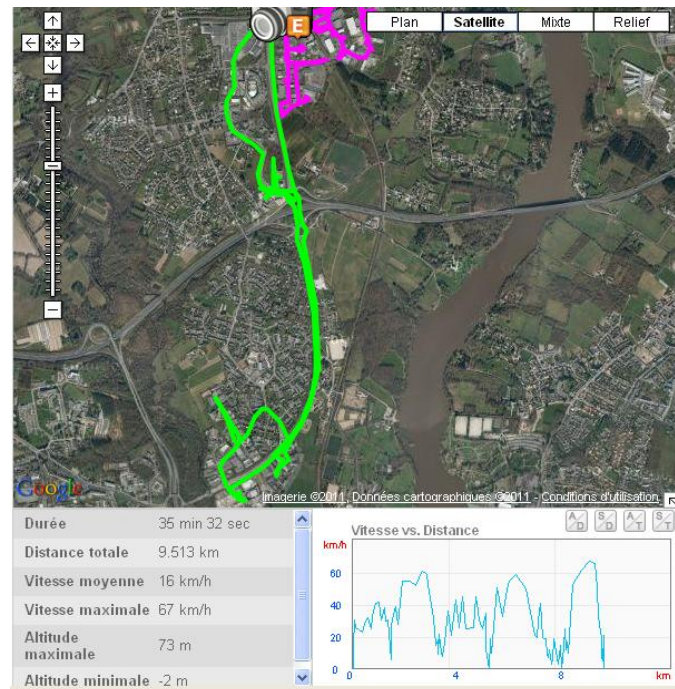 E
Plan Satellite Mixte Relief
Google
Imagerie ©2011, Données cartographiques ©2011 - Conditions d'utilisation
Durée 35 min 32 sec
Distance totale 9.513 km
Vitesse moyenne 16 km/h
Vitesse maximale 67 km/h
Altitude
maximale 73 m
Altitude minimale -2 m
A/D S/D A/T S/T
Vitesse vs. Distance
km/h
60
40
20
0
0 4 8 km